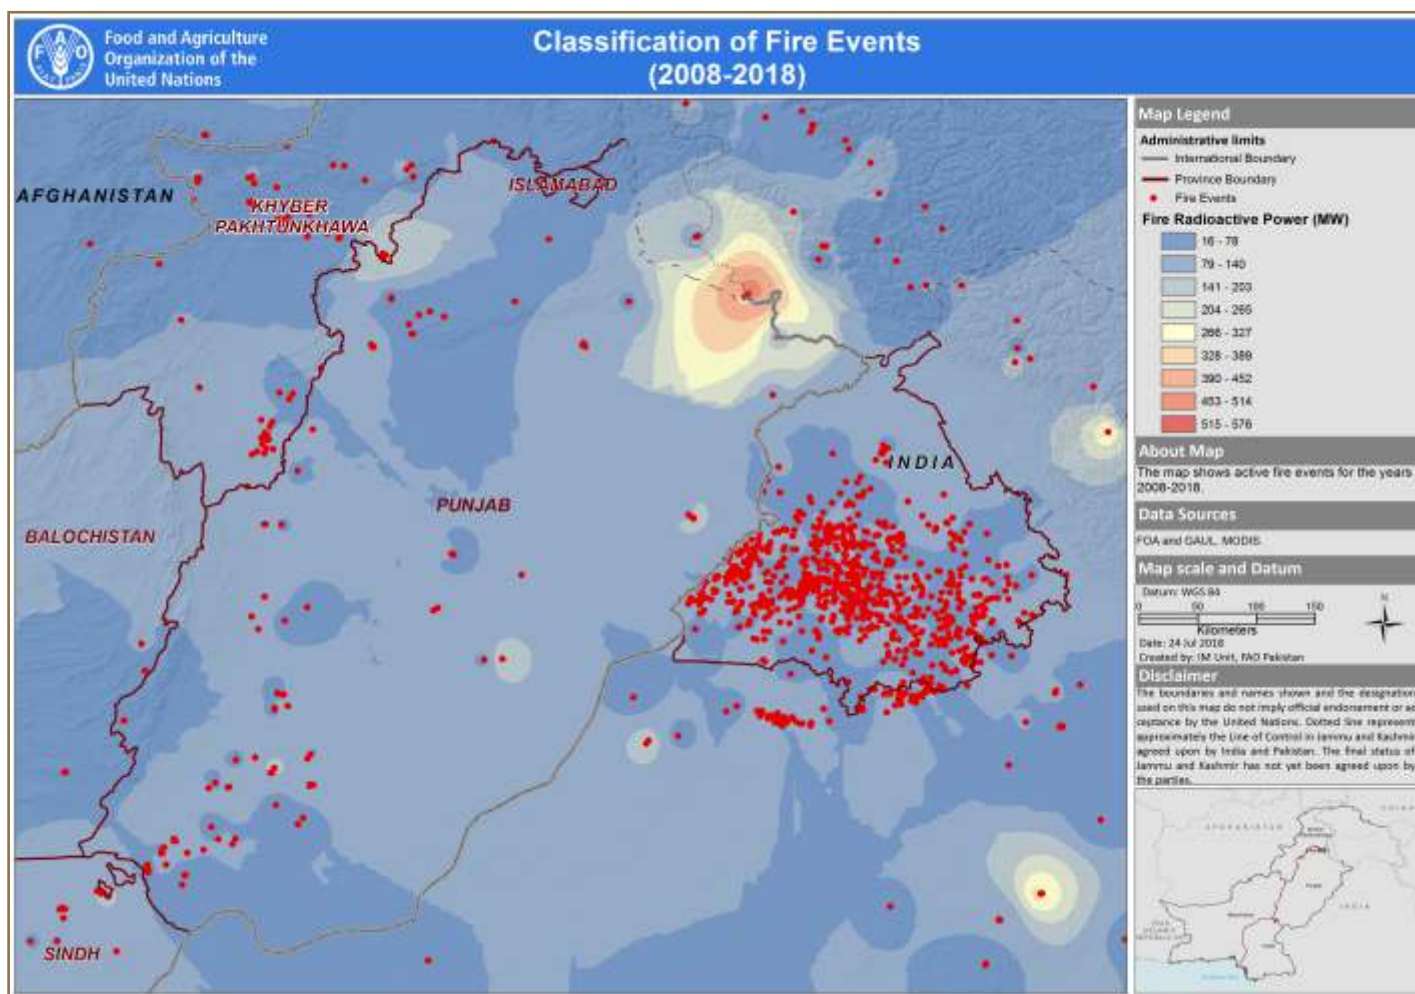 Food and Agriculture
Organization of the
United Nations
Classification of Fire Events
(2008-2018)
AFGHANISTAN
ISLAMABAD
KHYBER
PAKHTUNKHAWA
PUNJAB
INDIA
BALOCHISTAN
SINDH
Map Legend
Administrative limits
International Boundary
Province Boundary
Fire Events
Fire Radioactive Power (MW)
16 - 78
79 - 140
141 - 203
204 - 265
266 - 327
328 - 389
390 - 452
453 - 514
515 - 576
About Map
The map shows active fire events for the years
2008-2018.
Data Sources
FOA and GAUL, MODIS
Map scale and Datum
Datum: WGS 84
0 50 100 150
Kilometers
N
Date: 24 Jul 2018
Created by: IM Unit, FAO Pakistan
Disclaimer
The boundaries and names shown and the designation
used on this map do not imply official endorsement or ac
ceptance by the United Nations. Dotted line represent
approximately the Line of Control in Jammu and Kashmir
agreed upon by India and Pakistan. The final status of
Jammu and Kashmir has not yet been agreed upon by
the parties.
AFGHANISTAN
INDIA